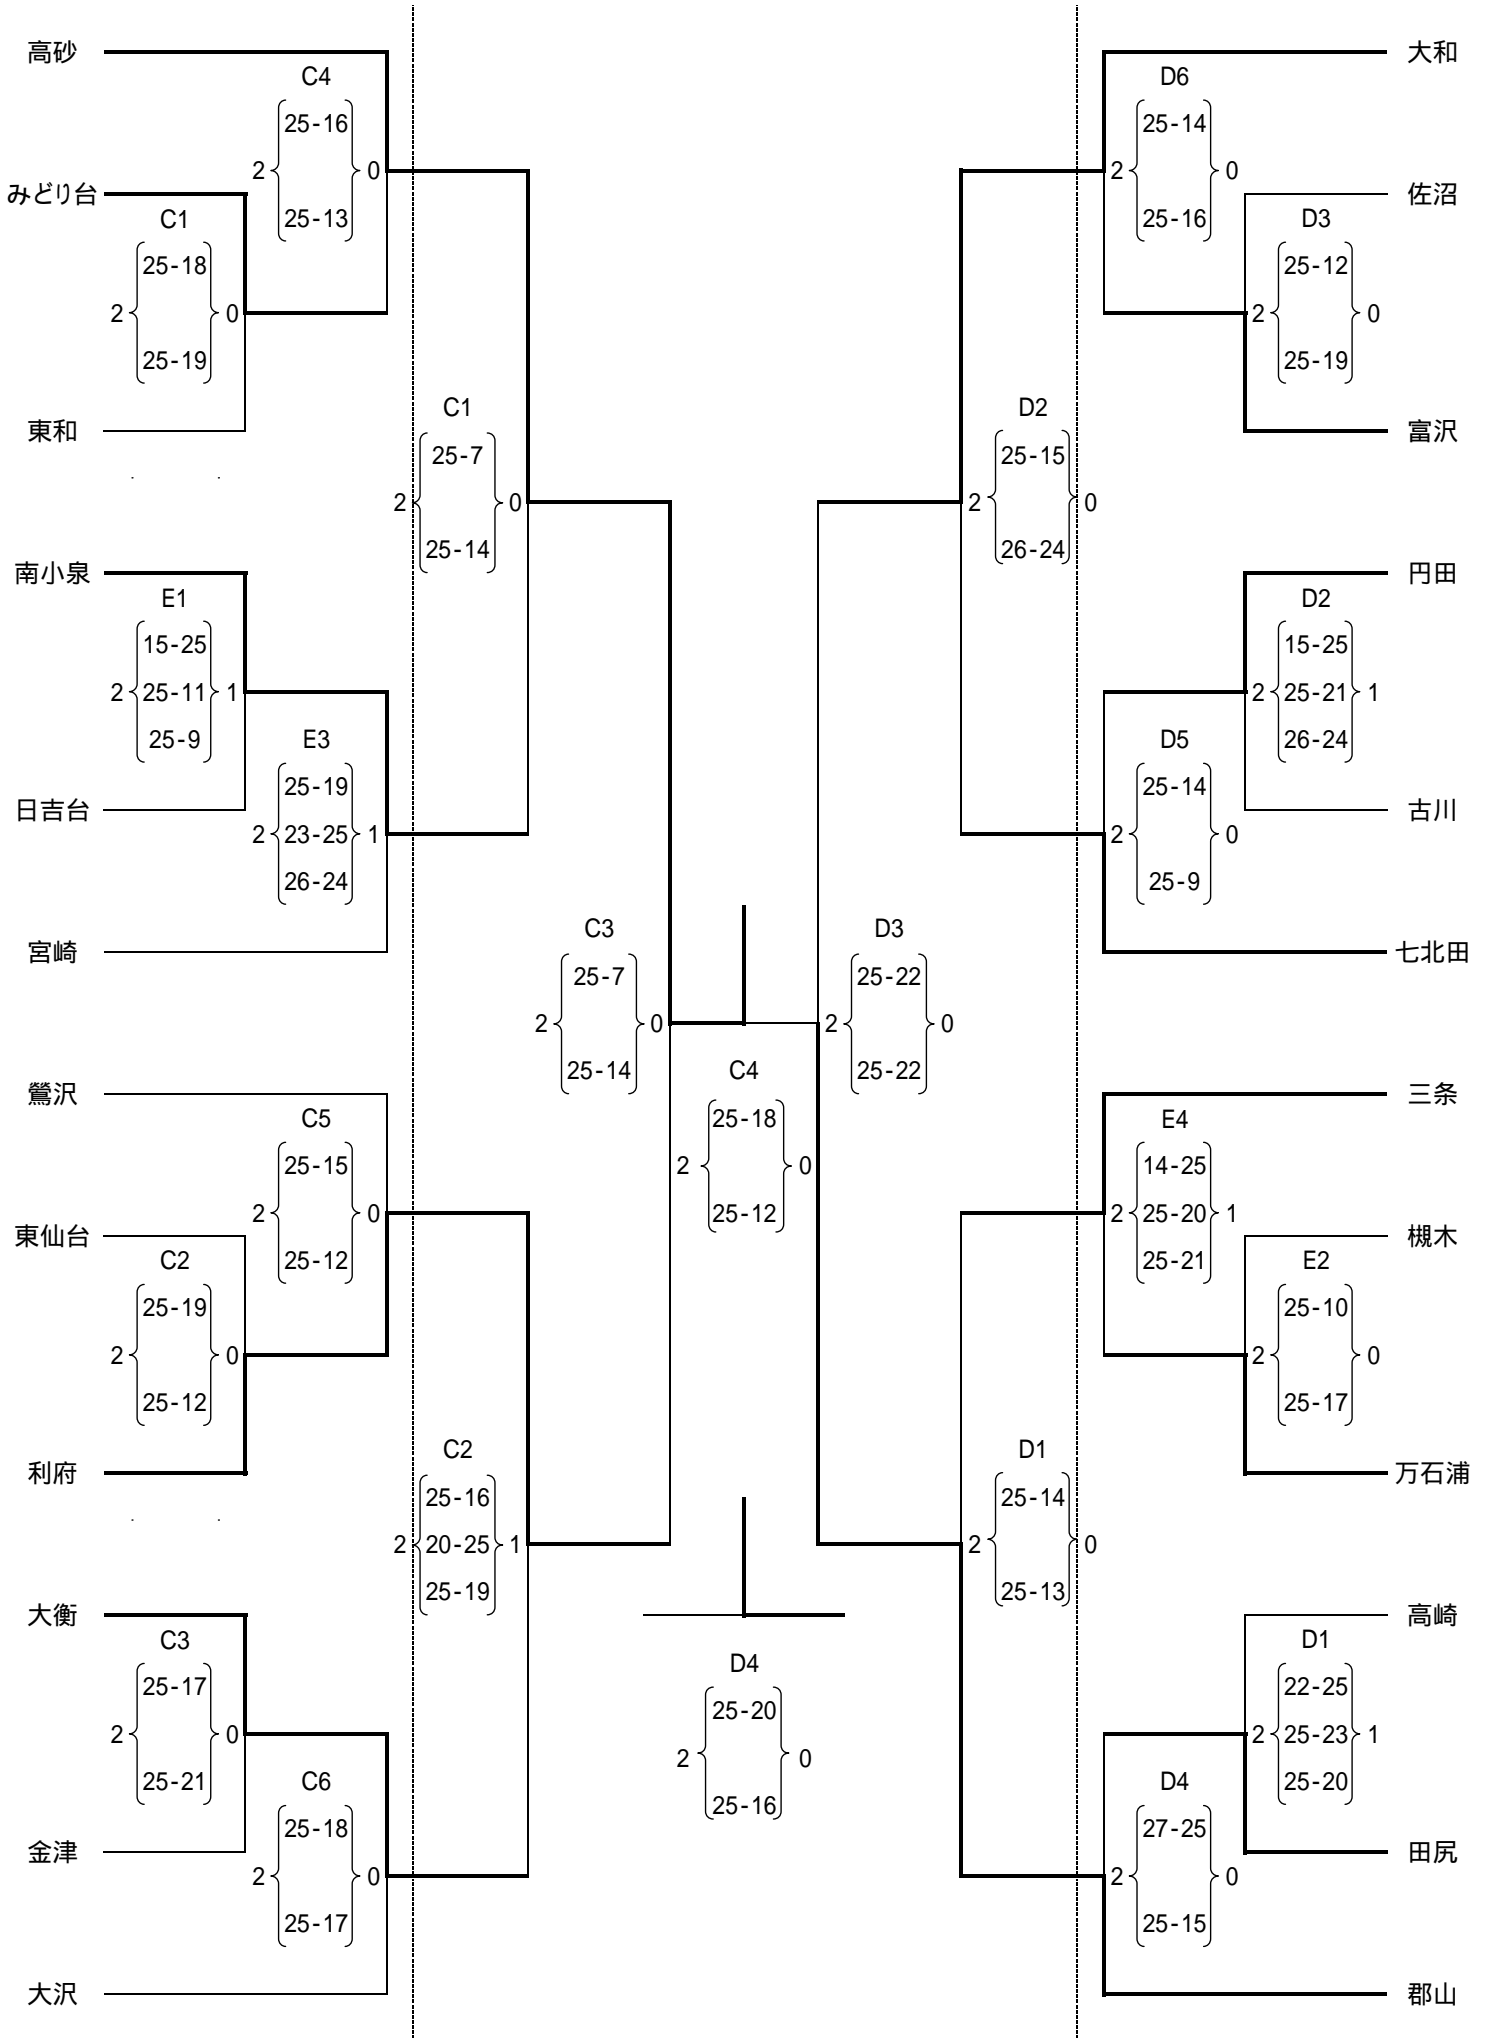 高砂
C4
25-16
2 0
25-13
みどり台
C1
25-18
2 0
25-19
東和
C1
25-7
2 0
25-14
南小泉
E1
15-25
2 25-11 1
25-9
日吉台
E3
25-19
2 23-25 1
26-24
宮崎
C3
25-7
2 0
25-14
鶯沢
C5
25-15
2 0
25-12
東仙台
C2
25-19
2 0
25-12
利府
C2
25-16
2 20-25 1
25-19
大衡
C3
25-17
2 0
25-21
金津
C6
25-18
2 0
25-17
大沢
C4
25-18
2 0
25-12
D4
25-20
2 0
25-16
大和
D6
25-14
2 0
25-16
佐沼
D3
25-12
2 0
25-19
富沢
D2
25-15
2 0
26-24
円田
D2
15-25
2 25-21 1
26-24
古川
D5
25-14
2 0
25-9
七北田
D3
25-22
2 0
25-22
三条
E4
14-25
2 25-20 1
25-21
槻木
E2
25-10
2 0
25-17
万石浦
D1
25-14
2 0
25-13
高崎
D1
22-25
2 25-23 1
25-20
田尻
D4
27-25
2 0
25-15
郡山